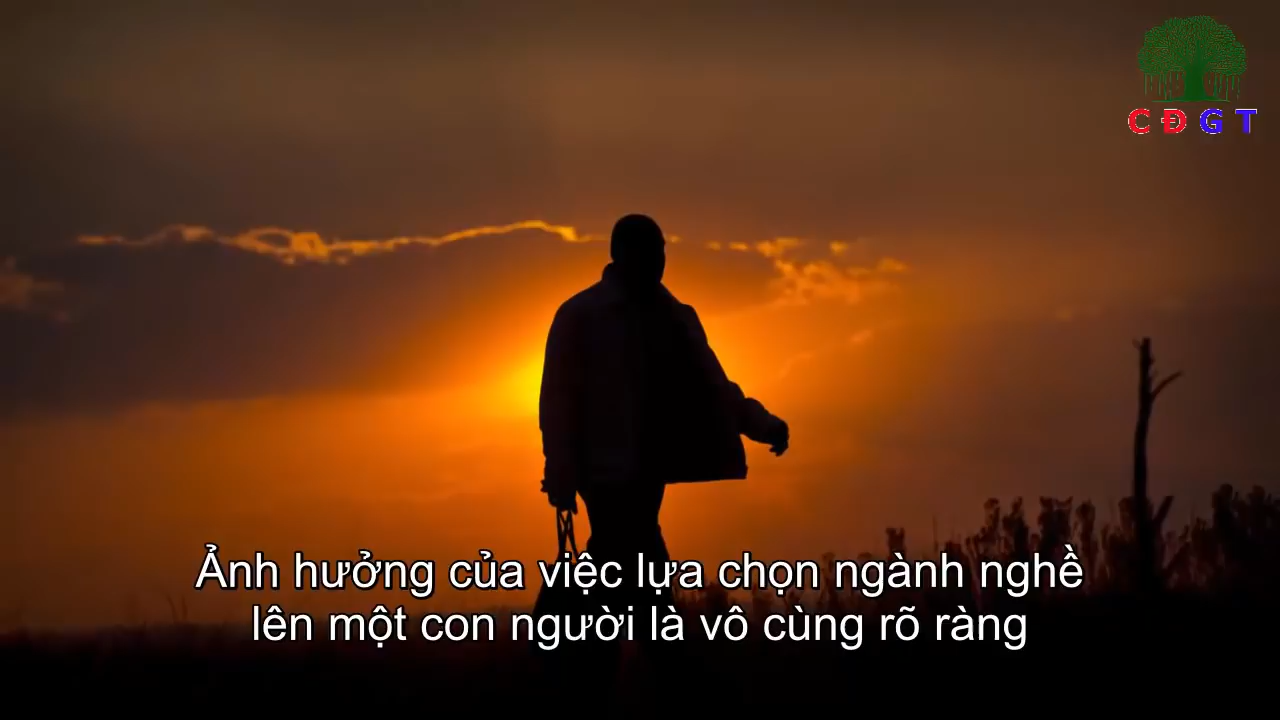 CĐGT
Ảnh hưởng của việc lựa chọn ngành nghề
lên một con người là vô cùng rõ ràng